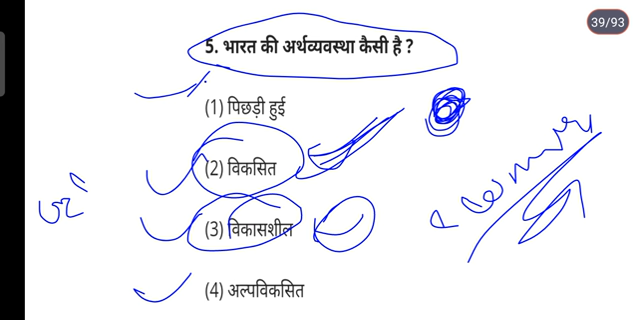 39/93
5. भारत की अर्थव्यवस्था कैसी है ?
(1) पिछड़ी हुई
(2) विकसित
(3) विकासशील
(4) अल्पविकसित